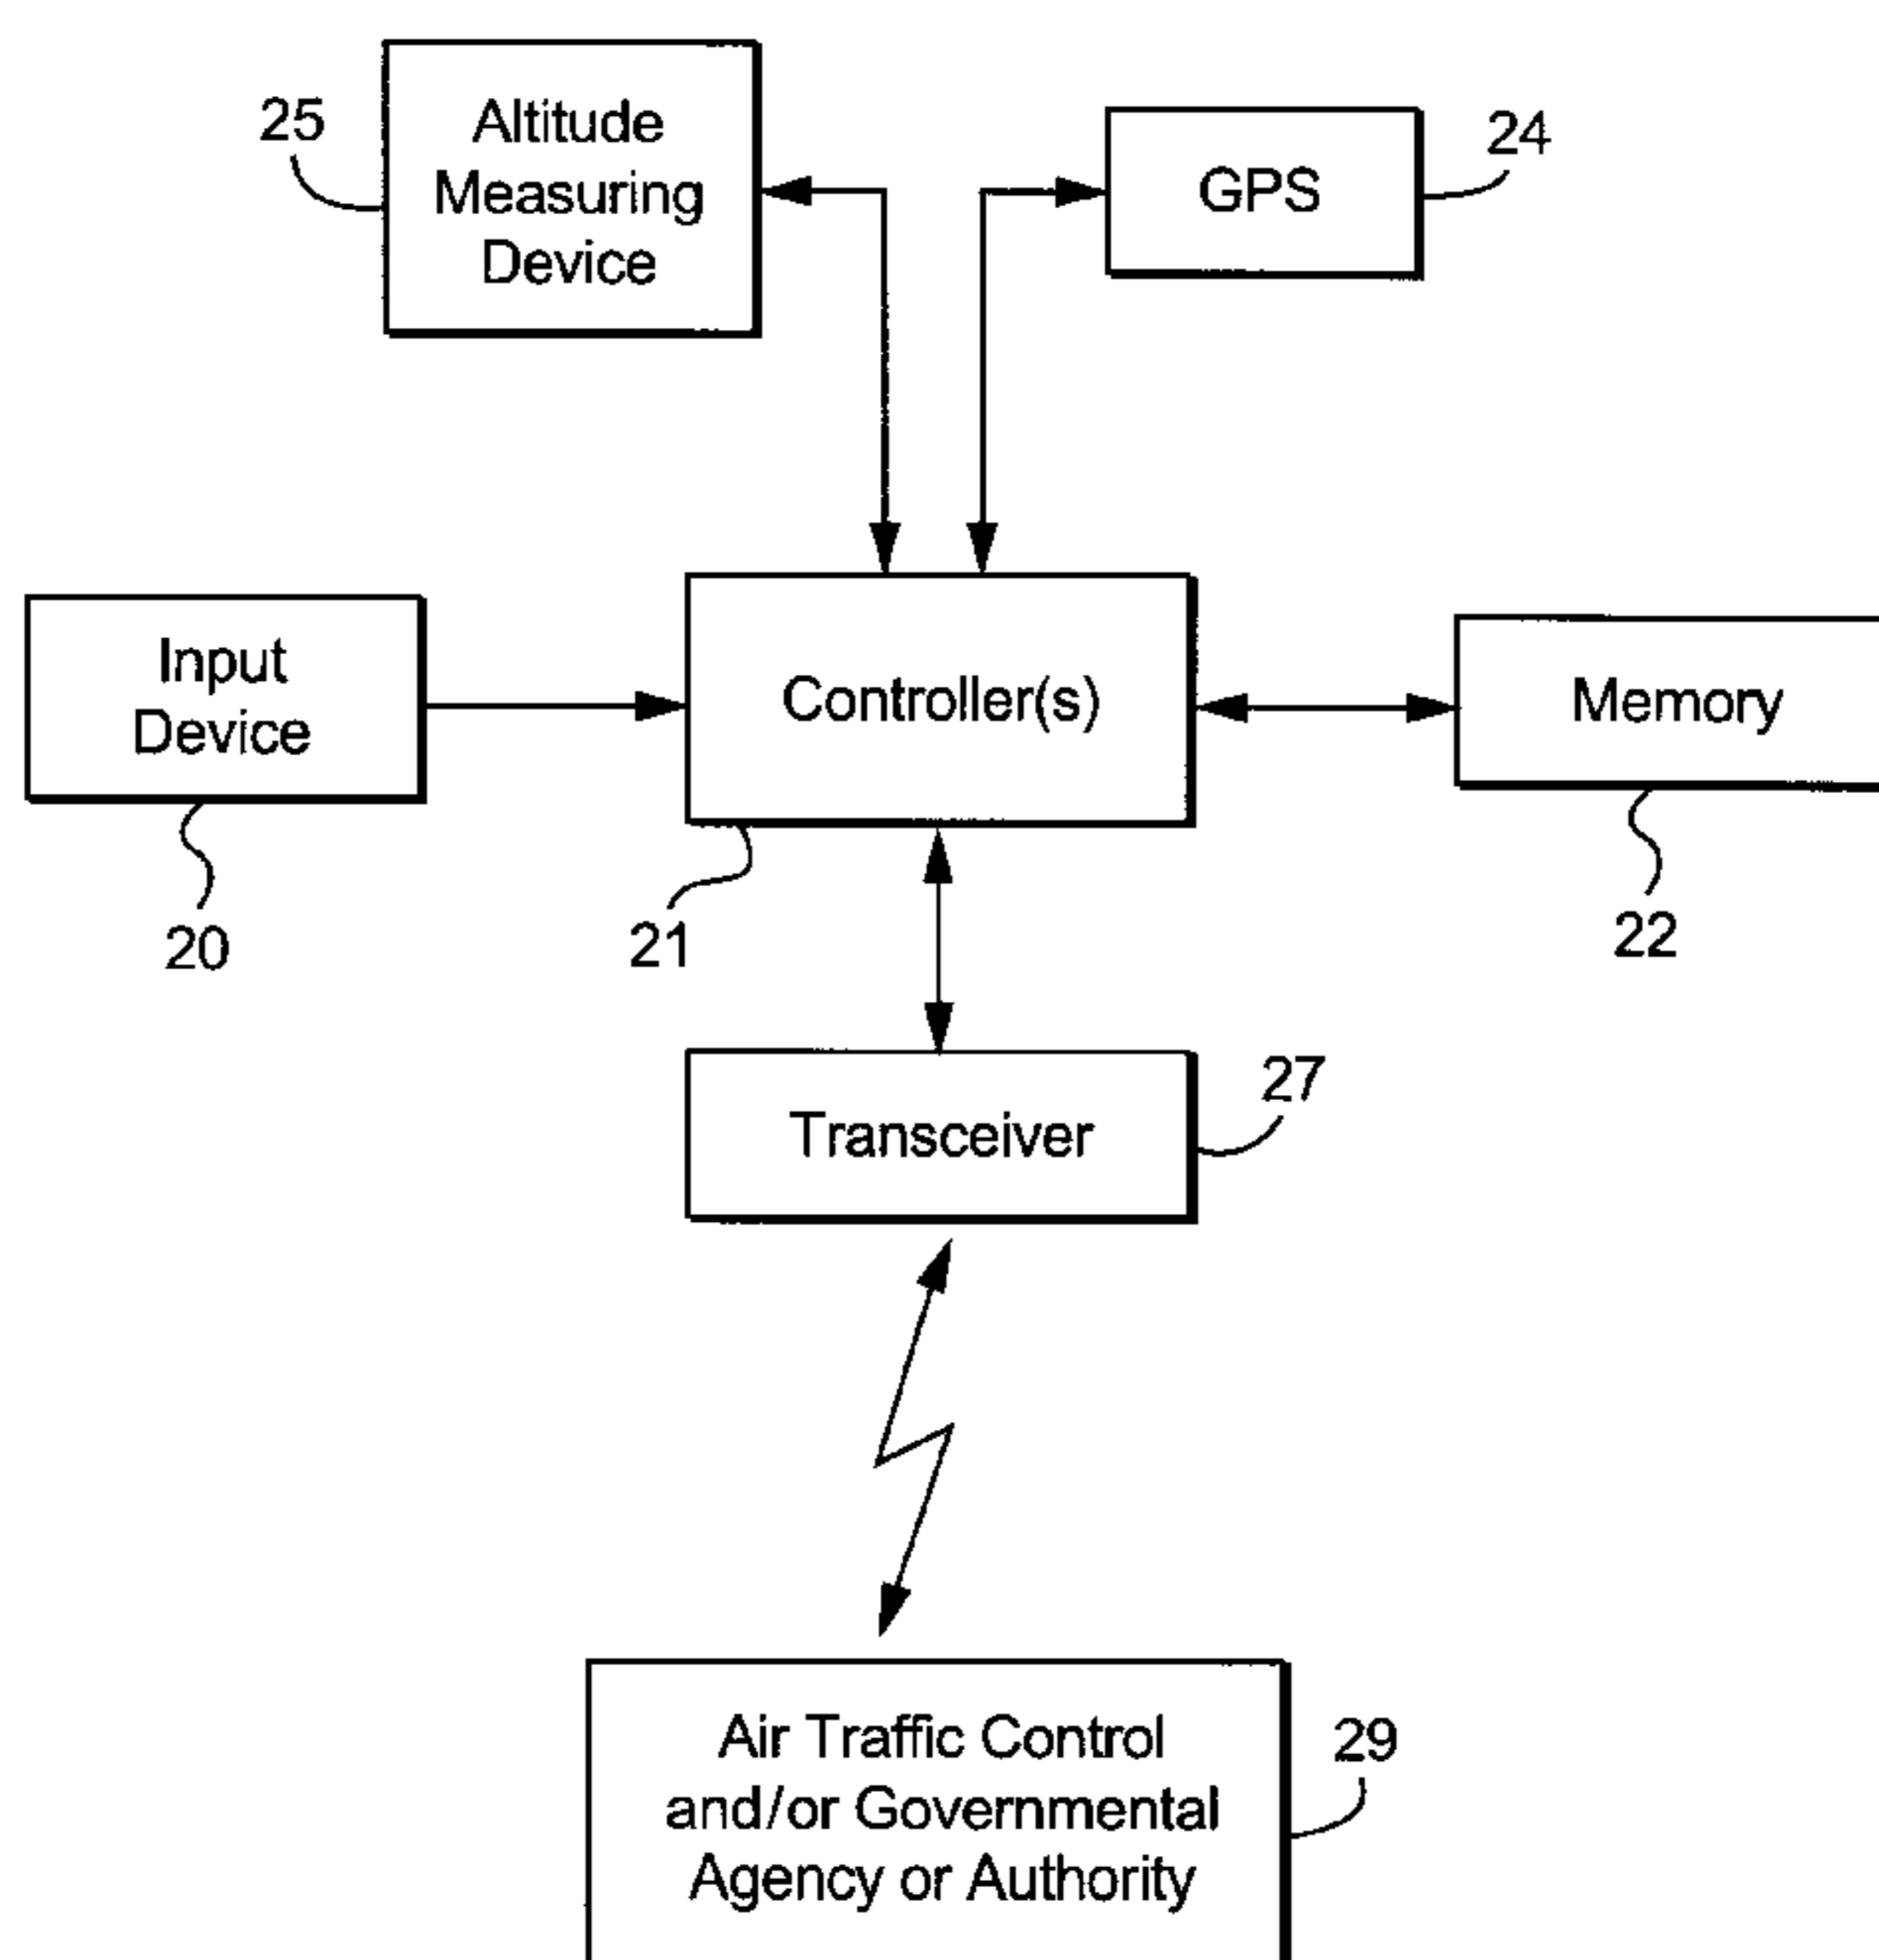 25
Altitude
Measuring
Device
GPS
24
Input
Device
20
Controller(s)
21
Memory
22
Transceiver
27
Air Traffic Control
and/or Governmental
Agency or Authority
29